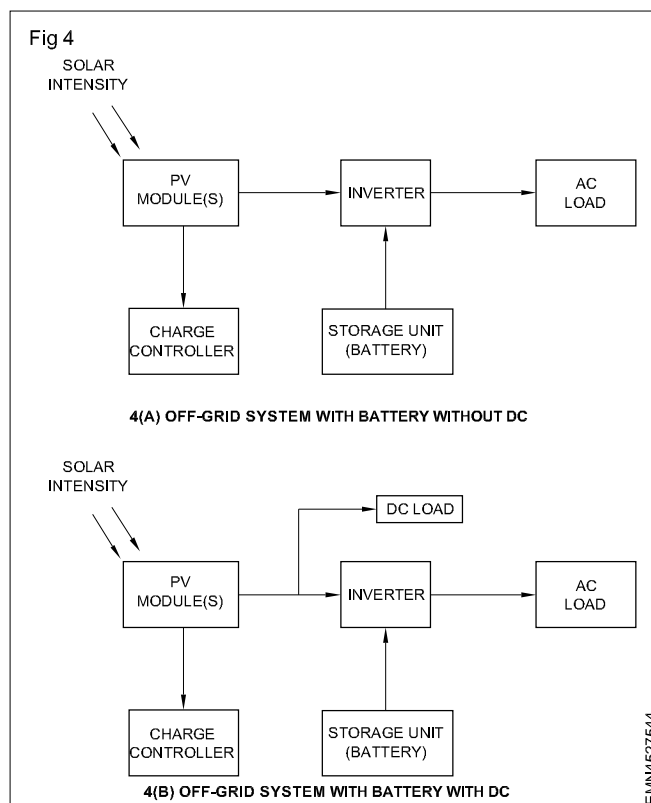 Fig 4
SOLAR
INTENSITY
PV
MODULE(S)
INVERTER
AC
LOAD
CHARGE
CONTROLLER
STORAGE UNIT
(BATTERY)
4(A) OFF-GRID SYSTEM WITH BATTERY WITHOUT DC
SOLAR
INTENSITY
DC LOAD
PV
MODULE(S)
INVERTER
AC
LOAD
CHARGE
CONTROLLER
STORAGE UNIT
(BATTERY)
4(B) OFF-GRID SYSTEM WITH BATTERY WITH DC
EMN4527544